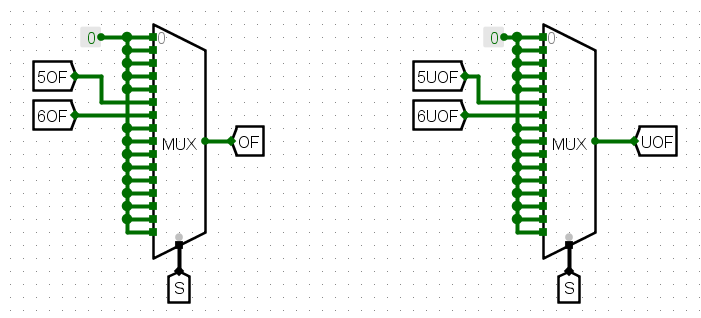 0 0 0 0
5OF 5UOF
6OF 6UOF
MUX OF MUX UOF
S S